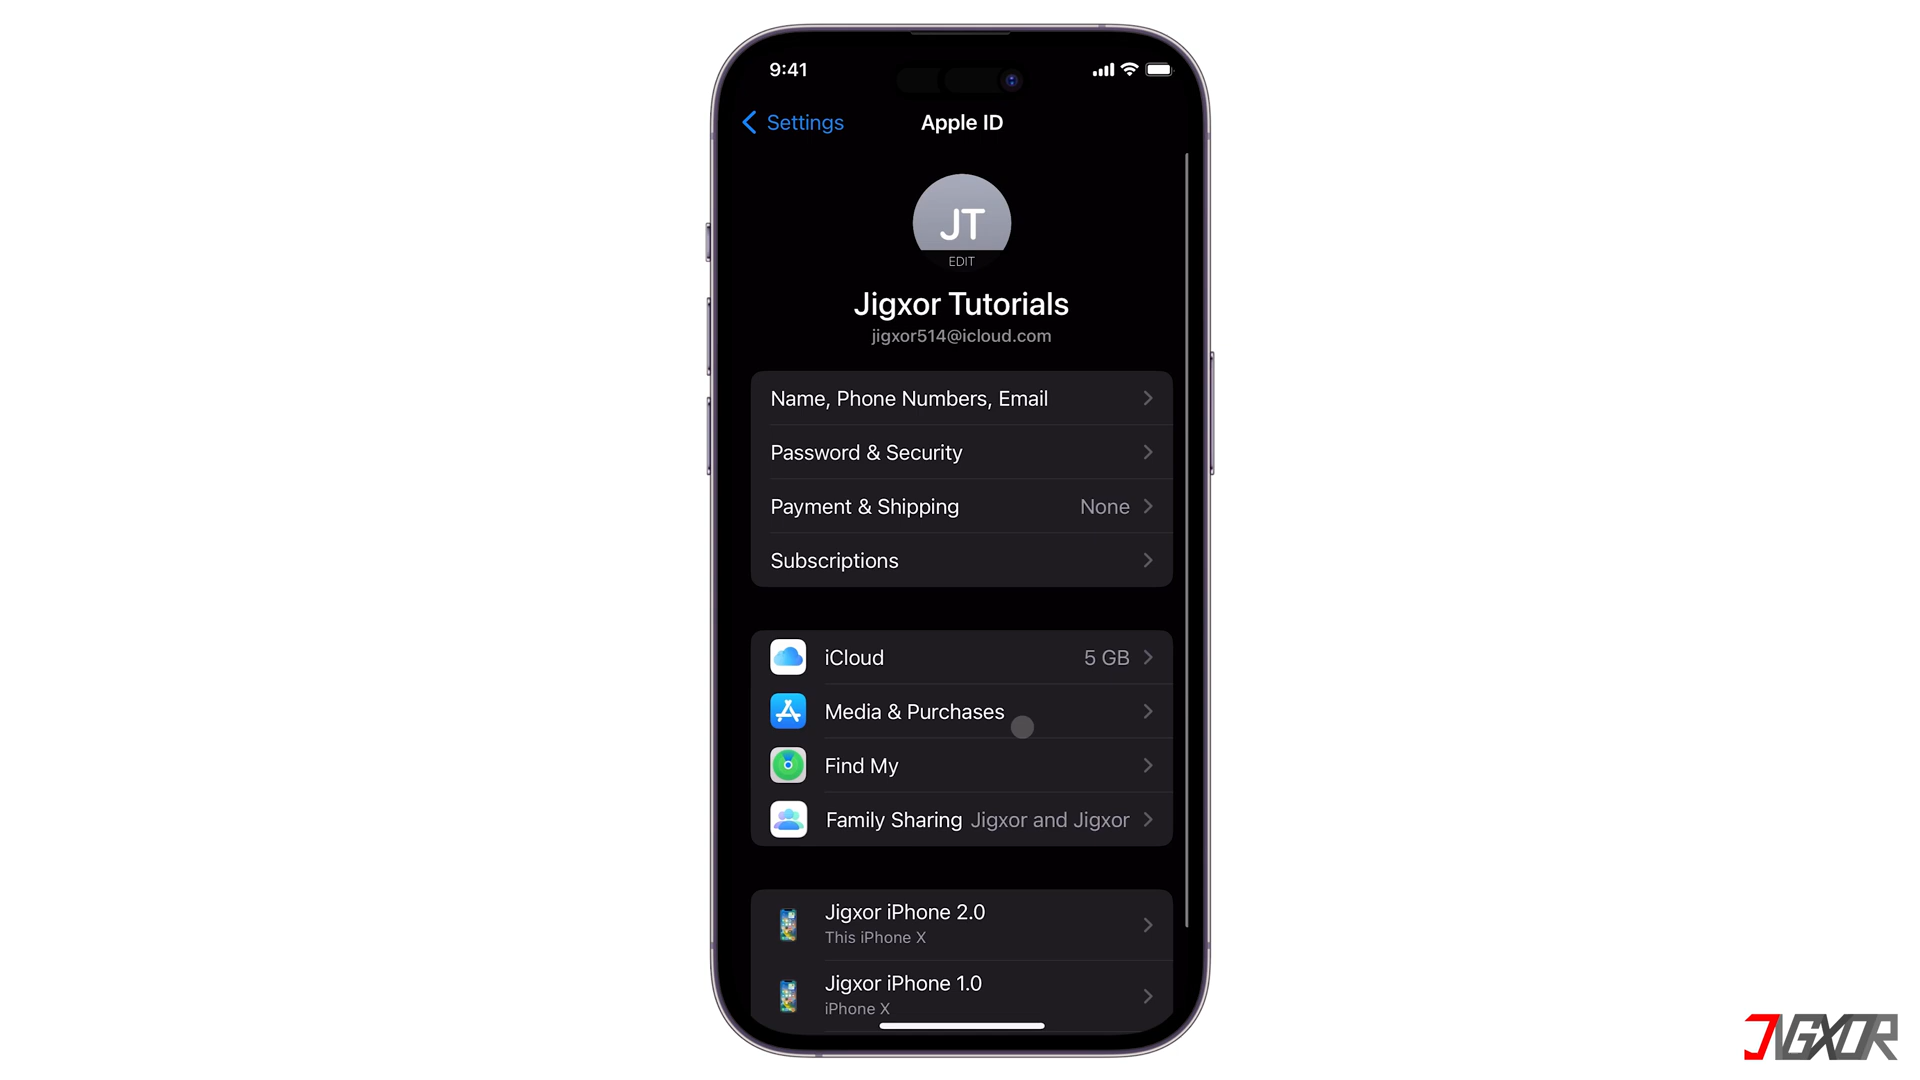 9:41
Settings
Apple ID
JT
EDIT
Jigxor Tutorials
jigxor514@icloud.com
Name, Phone Numbers, Email
Password & Security
Payment & Shipping None
Subscriptions
iCloud 5 GB
Media & Purchases
Find My
Family Sharing Jigxor and Jigxor
Jigxor iPhone 2.0
This iPhone X
Jigxor iPhone 1.0
iPhone X
JIGXOR